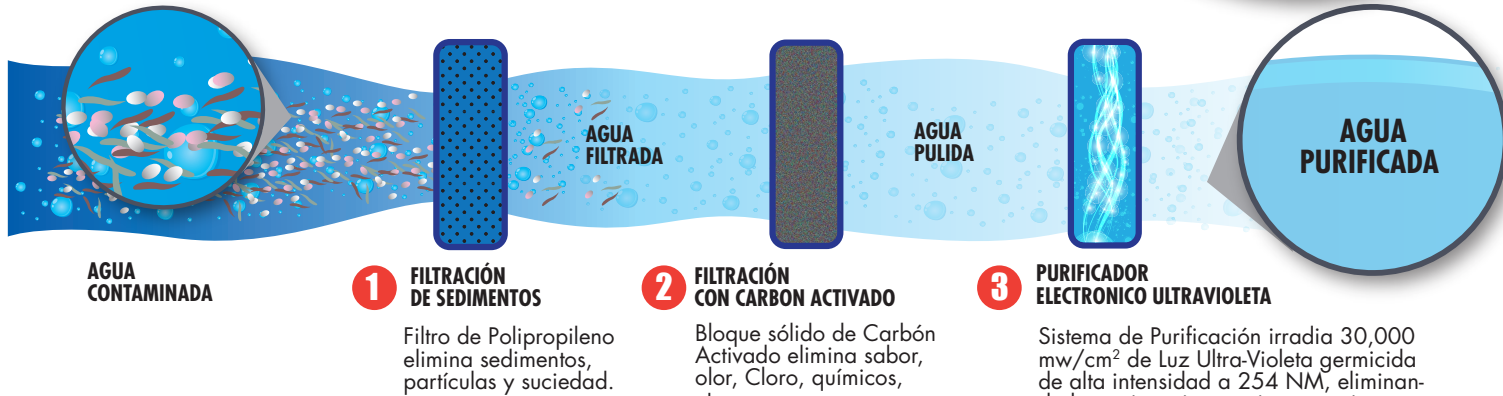 AGUA
FILTRADA
AGUA
PULIDA
AGUA
PURIFICADA
AGUA
CONTAMINADA
1 FILTRACIÓN
DE SEDIMENTOS
Filtro de Polipropileno
elimina sedimentos,
partículas y suciedad.
2 FILTRACIÓN
CON CARBON ACTIVADO
Bloque sólido de Carbón
Activado elimina sabor,
olor, Cloro, químicos,
3 PURIFICADOR
ELECTRONICO ULTRAVIOLETA
Sistema de Purificación irradia 30,000
mw/cm² de Luz Ultra-Violeta germicida
de alta intensidad a 254 NM, eliminan-